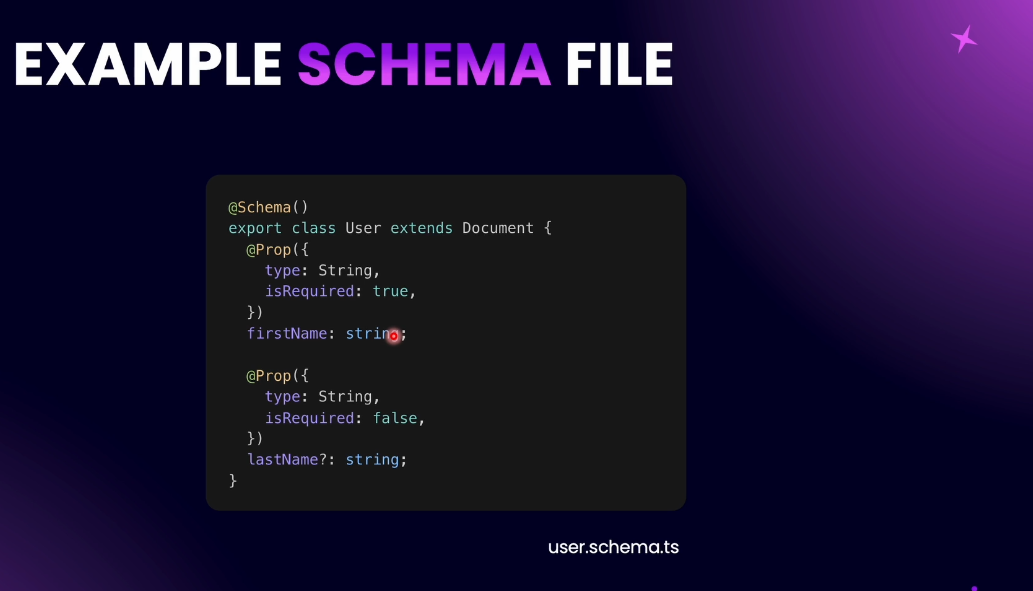 EXAMPLE SCHEMA FILE
@Schema()
export class User extends Document {
  @Prop({
    type: String,
    isRequired: true,
  })
  firstName: string;
  @Prop({
    type: String,
    isRequired: false,
  })
  lastName?: string;
}
user.schema.ts